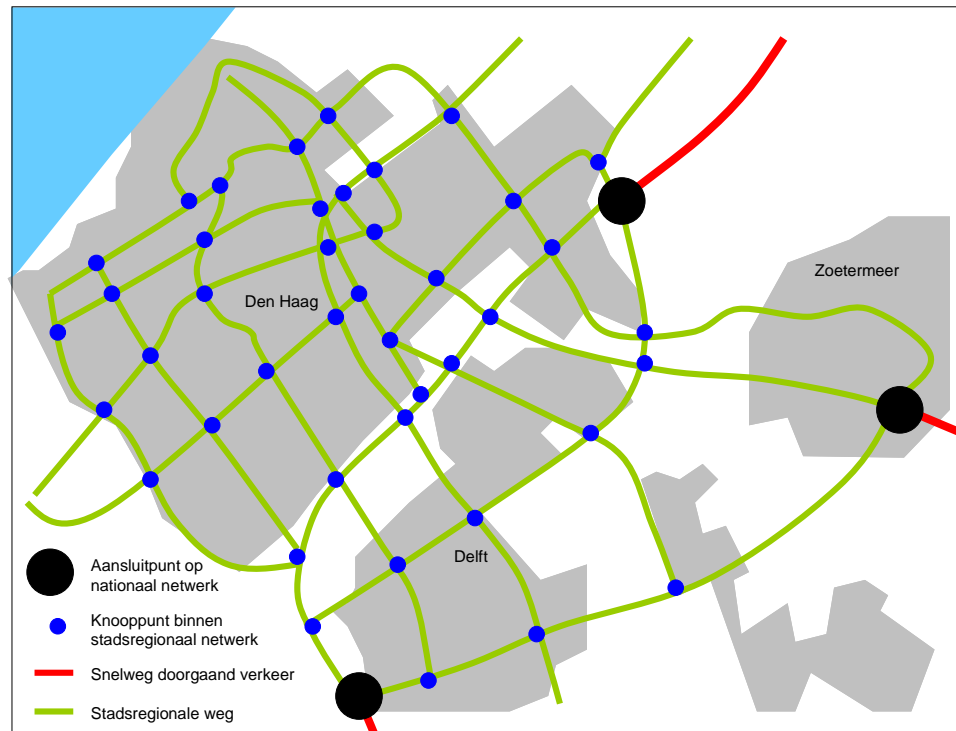 Zoetermeer
Den Haag
Delft
Aansluitpunt op
nationaal netwerk
Knooppunt binnen
stadsregionaal netwerk
Snelweg doorgaand verkeer
Stadsregionale weg